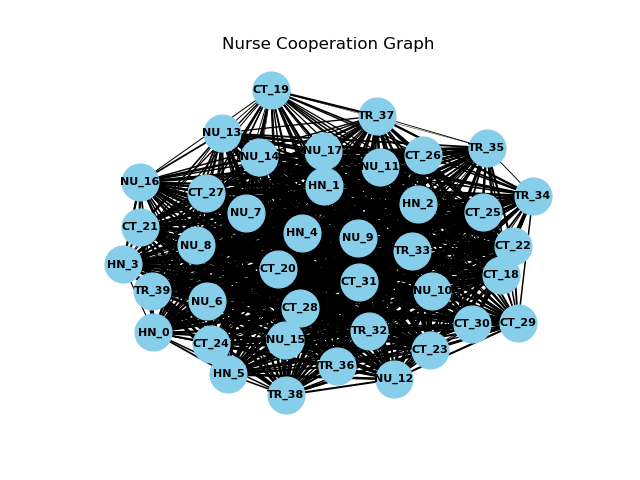 Nurse Cooperation Graph
CT_19
TR_37
NU_13
TR_35
NU_17
CT_26
NU_14
NU_11
NU_16
HN_1
CT_27
TR_34
HN_2
NU_7
CT_25
CT_21
HN_4
NU_9
NU_8
CT_22
TR_33
HN_3
CT_20
CT_18
CT_31
TR_39
NU_10
NU_6
CT_28
CT_30
CT_29
HN_0
TR_32
NU_15
CT_24
CT_23
TR_36
HN_5
NU_12
TR_38